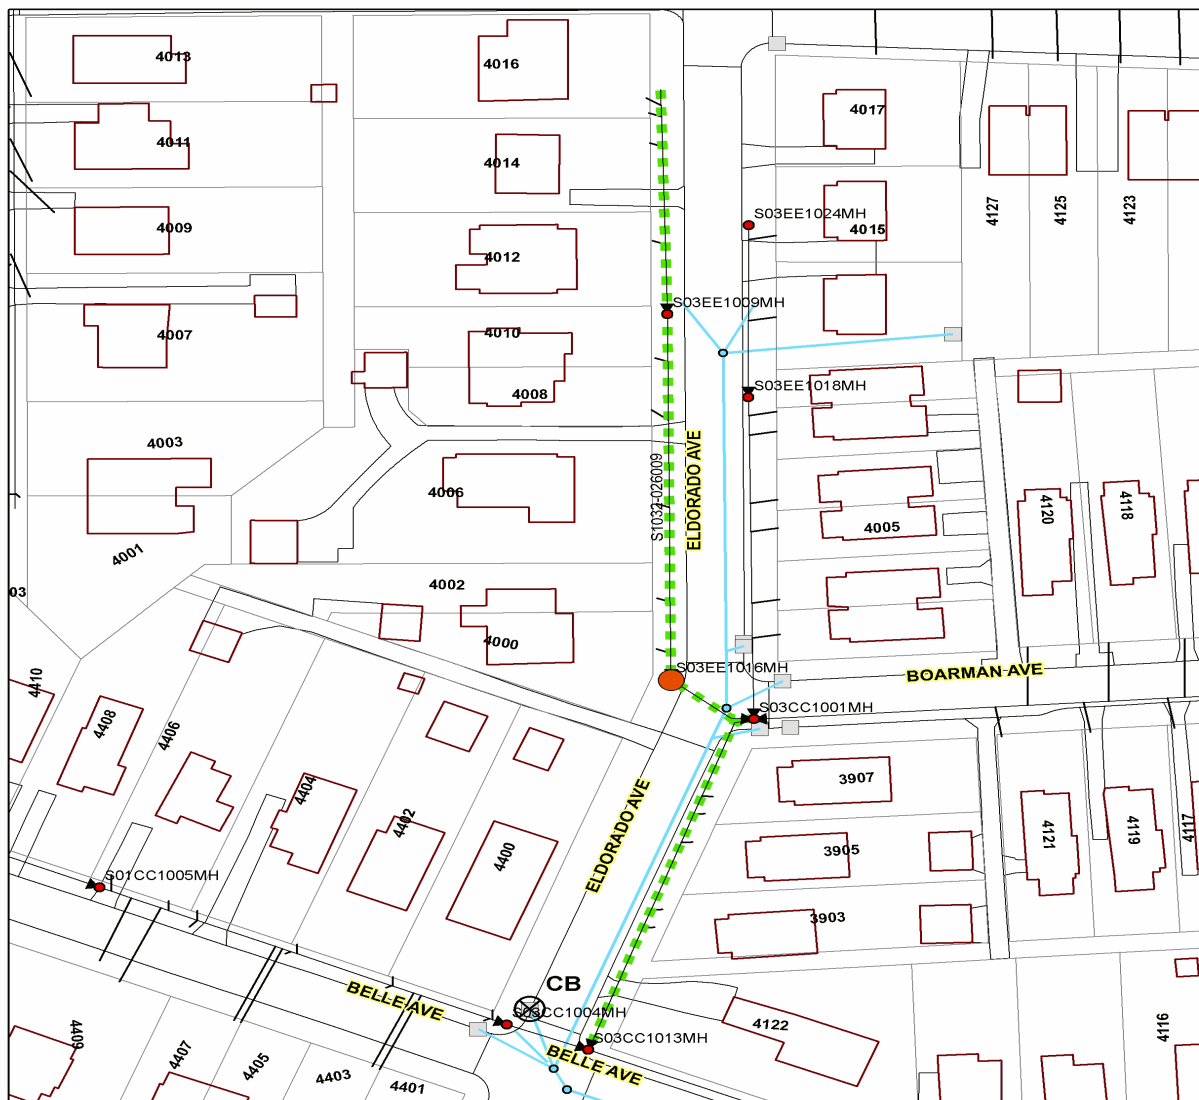 4013
4016
4017
4011
4014
4127
4125
4123
S03EE1024MH
4009
4015
4012
S03EE1009MH
4007
4010
S03EE1018MH
4008
4003
ELDORADO AVE
S1032-026009
4006
4120
4118
4005
4001
4002
03
4000
S03EE1016MH
BOARMAN AVE
4410
S03CC1001MH
4408
4406
3907
4404
4402
ELDORADO AVE
4121
4119
4117
4400
3905
S01CC1005MH
3903
CB
BELLE AVE
S03CC1004MH
4122
4116
4409
S03CC1013MH
4407
4405
BELLE AVE
4403
4401